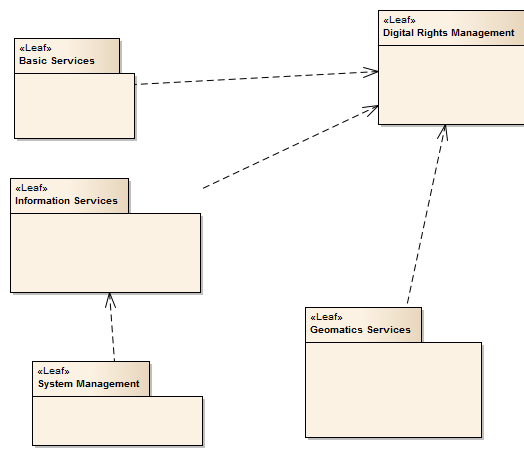 «Leaf»
Digital Rights Management
«Leaf»
Basic Services
«Leaf»
Information Services
«Leaf»
Geomatics Services
«Leaf»
System Management